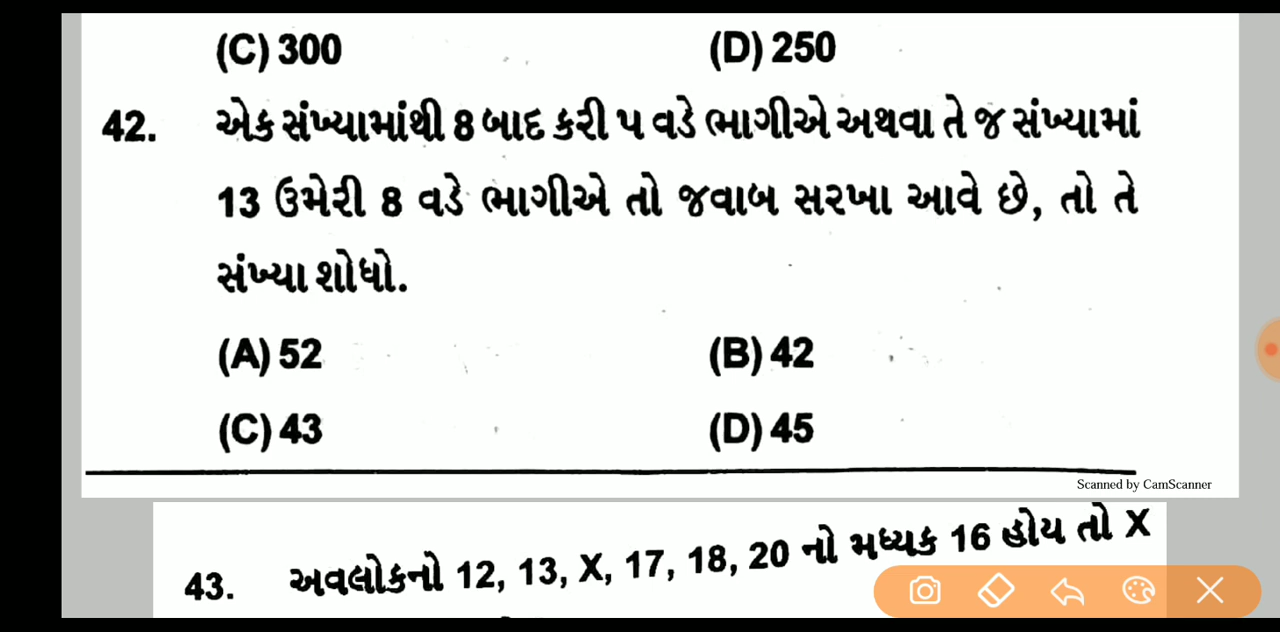 (C) 300 (D) 250
42. એક સંખ્યામાંથી 8 બાદ કરી ૫ વડે ભાગીએ અથવા તે જ સંખ્યામાં
13 ઉમેરી 8 વડે ભાગીએ તો જવાબ સરખા આવે છે, તો તે
સંખ્યા શોધો.
(A) 52 (B) 42
(C) 43 (D) 45
Scanned by CamScanner
43. અવલોકનો 12, 13, X, 17, 18, 20 નો મધ્યક 16 હોય તો X